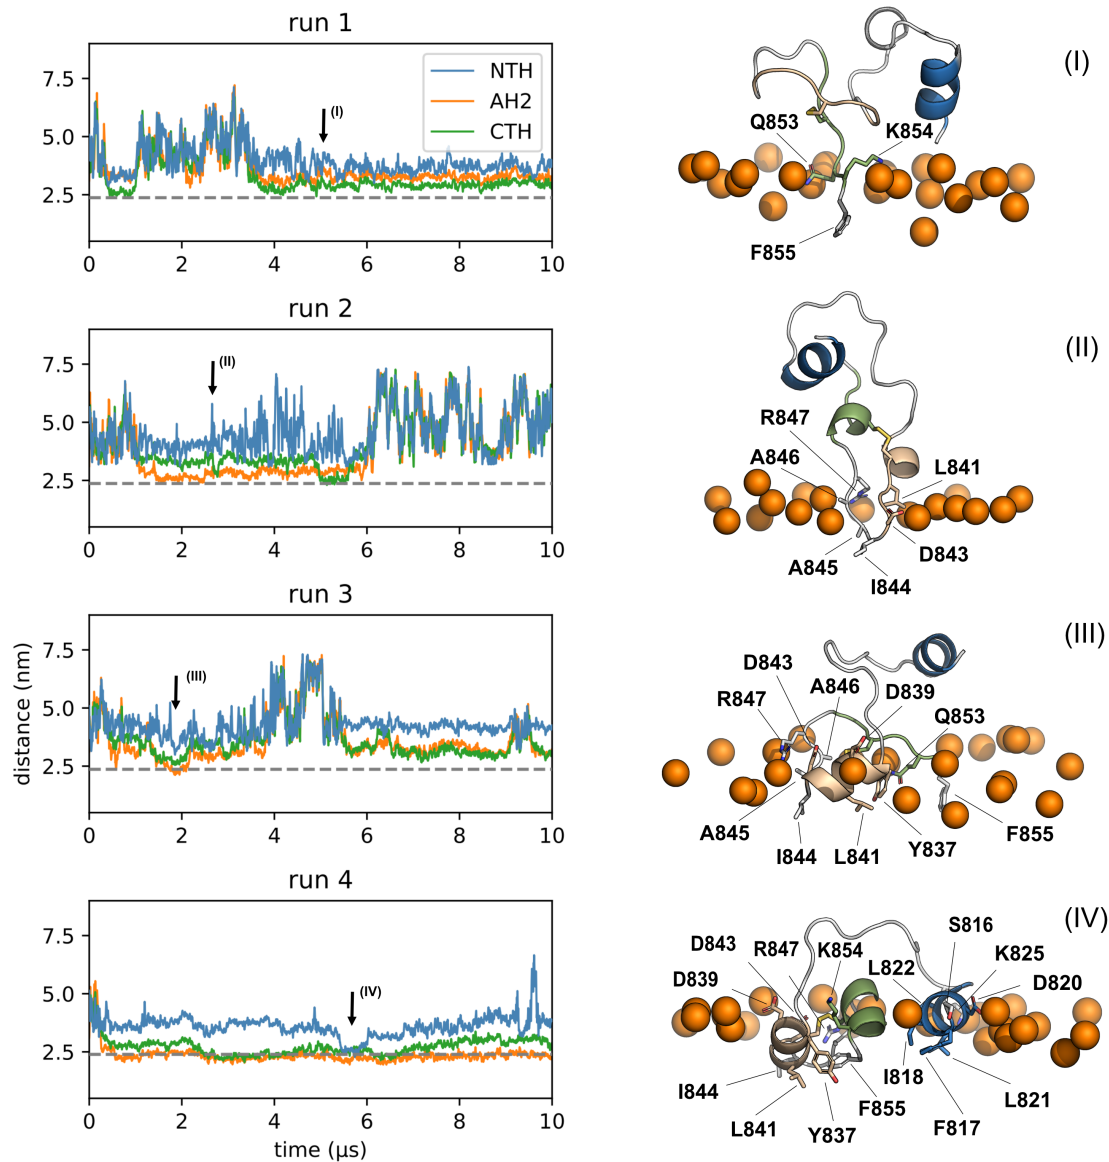 run 1
7.5
5.0
2.5
0 2 4 6 8 10
NTH
AH2
CTH
(I)
(I)
Q853
K854
F855
run 2
7.5
5.0
2.5
0 2 4 6 8 10
(II)
(II)
R847
A846
L841
A845
D843
I844
run 3
distance (nm)
7.5
5.0
2.5
0 2 4 6 8 10
(III)
(III)
D843
A846
D839
R847
Q853
A845
I844
L841
Y837
F855
run 4
7.5
5.0
2.5
0 2 4 6 8 10
time (μs)
(IV)
(IV)
S816
D843
R847
K854
L822
K825
D839
D820
I818
I844
F855
L821
L841
Y837
F817